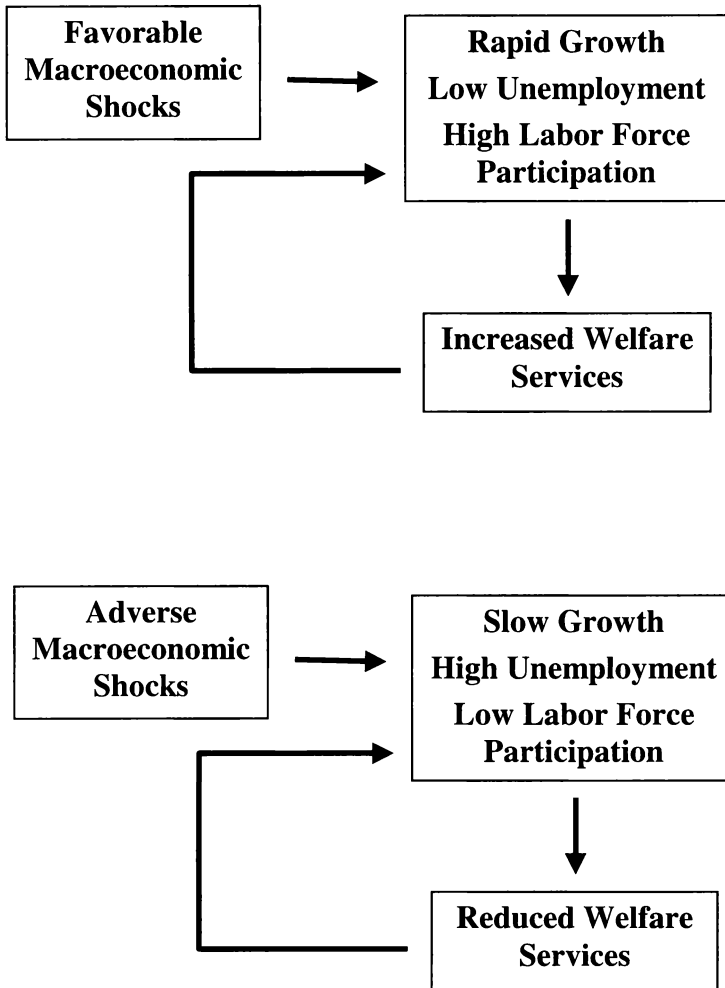 Favorable
Macroeconomic
Shocks
Rapid Growth
Low Unemployment
High Labor Force
Participation
Increased Welfare
Services
Adverse
Macroeconomic
Shocks
Slow Growth
High Unemployment
Low Labor Force
Participation
Reduced Welfare
Services